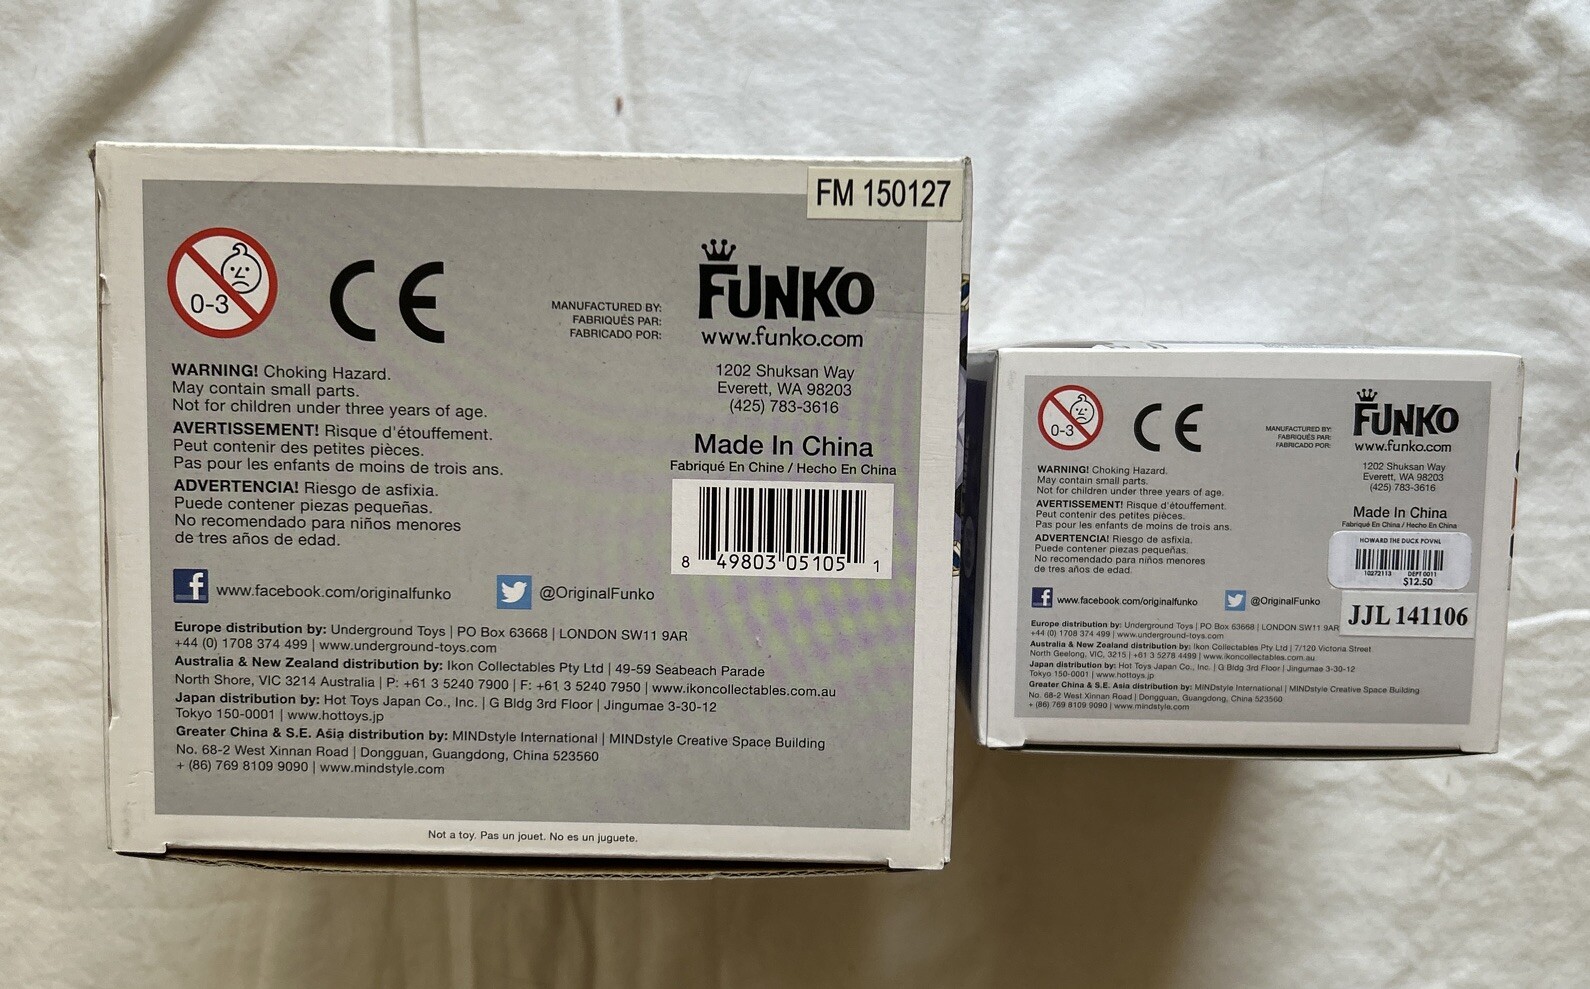 FM 150127
0-3
CE
MANUFACTURED BY:
FABRIQUÉS PAR:
FABRICADO POR:
FUNKO
www.funko.com
1202 Shuksan Way
Everett, WA 98203
(425) 783-3616
Made In China
Fabriqué En Chine / Hecho En China
8 49803 05105 1
WARNING! Choking Hazard.
May contain small parts.
Not for children under three years of age.
AVERTISSEMENT! Risque d'étouffement.
Peut contenir des petites pièces.
Pas pour les enfants de moins de trois ans.
ADVERTENCIA! Riesgo de asfixia.
Puede contener piezas pequeñas.
No recomendado para niños menores
de tres años de edad.
f www.facebook.com/originalfunko
@OriginalFunko
Europe distribution by: Underground Toys | PO Box 63668 | LONDON SW11 9AR
+44 (0) 1708 374 499 | www.underground-toys.com
Australia & New Zealand distribution by: Ikon Collectables Pty Ltd | 49-59 Seabeach Parade
North Shore, VIC 3214 Australia | P: +61 3 5240 7900 | F: +61 3 5240 7950 | www.ikoncollectables.com.au
Japan distribution by: Hot Toys Japan Co., Inc. | G Bldg 3rd Floor | Jingumae 3-30-12
Tokyo 150-0001 | www.hottoys.jp
Greater China & S.E. Asia distribution by: MINDstyle International | MINDstyle Creative Space Building
No. 68-2 West Xinnan Road | Dongguan, Guangdong, China 523560
+ (86) 769 8109 9090 | www.mindstyle.com
Not a toy. Pas un jouet. No es un juguete.
0-3
CE
MANUFACTURED BY:
FABRIQUÉS PAR:
FABRICADO POR:
FUNKO
www.funko.com
1202 Shuksan Way
Everett, WA 98203
(425) 783-3616
Made In China
Fabriqué En China / Hecho En China
HOWARD THE DUCK POVNL
10272113 DEPT 0011
$12.50
JJL 141106
WARNING! Choking Hazard.
May contain small parts.
Not for children under three years of age.
AVERTISSEMENT! Risque d'étouffement.
Peut contenir des petites pièces.
Pas pour les enfants de moins de trois ans.
ADVERTENCIA! Riesgo de asfixia.
Puede contener piezas pequeñas.
No recomendado para niños menores
de tres años de edad.
f www.facebook.com/originalfunko
@OriginalFunko
Europe distribution by: Underground Toys | PO Box 63668 | LONDON SW11 9AR
+44 (0) 1708 374 499 | www.underground-toys.com
Australia & New Zealand distribution by: Ikon Collectables Pty Ltd | 7/120 Victoria Street
North Geelong, VIC, 3215 | +61 3 5278 4499 | www.ikoncollectables.com.au
Japan distribution by: Hot Toys Japan Co., Inc. | G Bldg 3rd Floor | Jingumae 3-30-12
Tokyo 150-0001 | www.hottoys.jp
Greater China & S.E. Asia distribution by: MINDstyle International | MINDstyle Creative Space Building
No. 68-2 West Xinnan Road | Dongguan, Guangdong, China 523560
+ (86) 769 8109 9090 | www.mindstyle.com